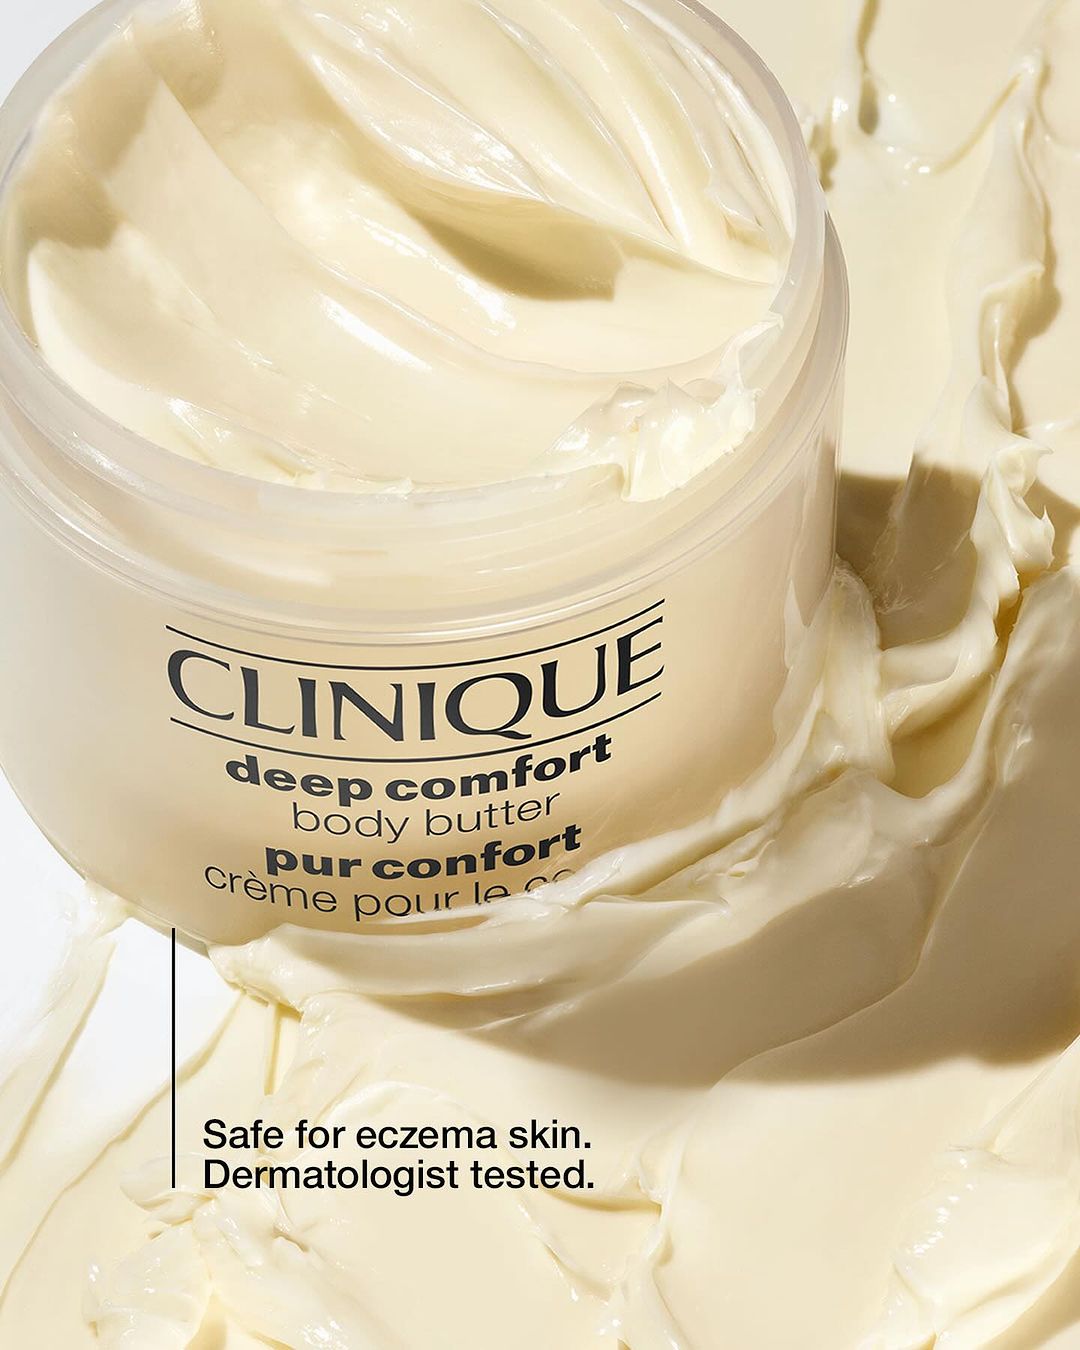 CLINIQUE
deep comfort
body butter
pur confort
crème pour le
Safe for eczema skin.
Dermatologist tested.